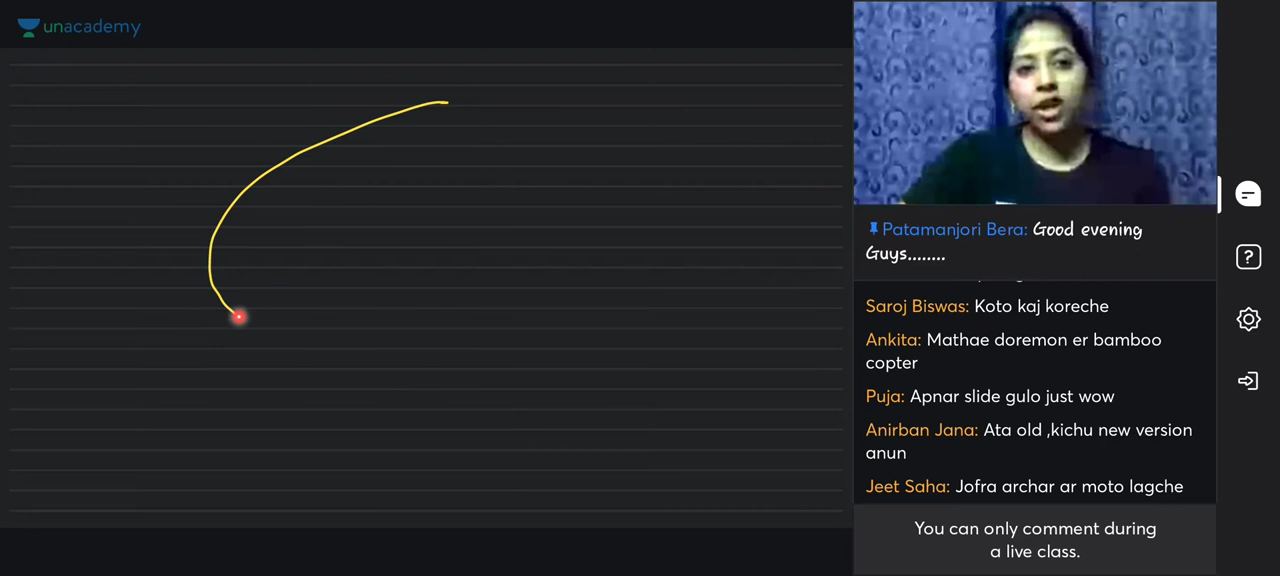 unacademy
Patamanjori Bera: Good evening
Guys........
Saroj Biswas: Koto kaj koreche
Ankita: Mathae doremon er bamboo
copter
Puja: Apnar slide gulo just wow
Anirban Jana: Ata old ,kichu new version
anun
Jeet Saha: Jofra archar ar moto lagche
You can only comment during
a live class.